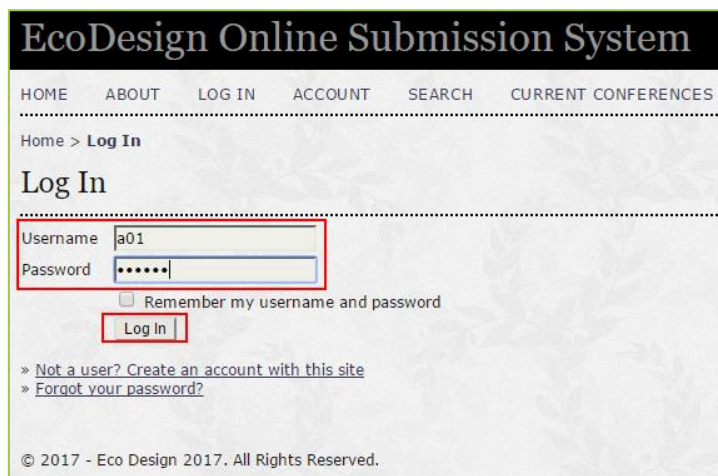 EcoDesign Online Submission System
HOME ABOUT LOG IN ACCOUNT SEARCH CURRENT CONFERENCES
Home > Log In
Log In
Username a01
Password ••••••
Remember my username and password
Log In
» Not a user? Create an account with this site
» Forgot your password?
© 2017 - Eco Design 2017. All Rights Reserved.